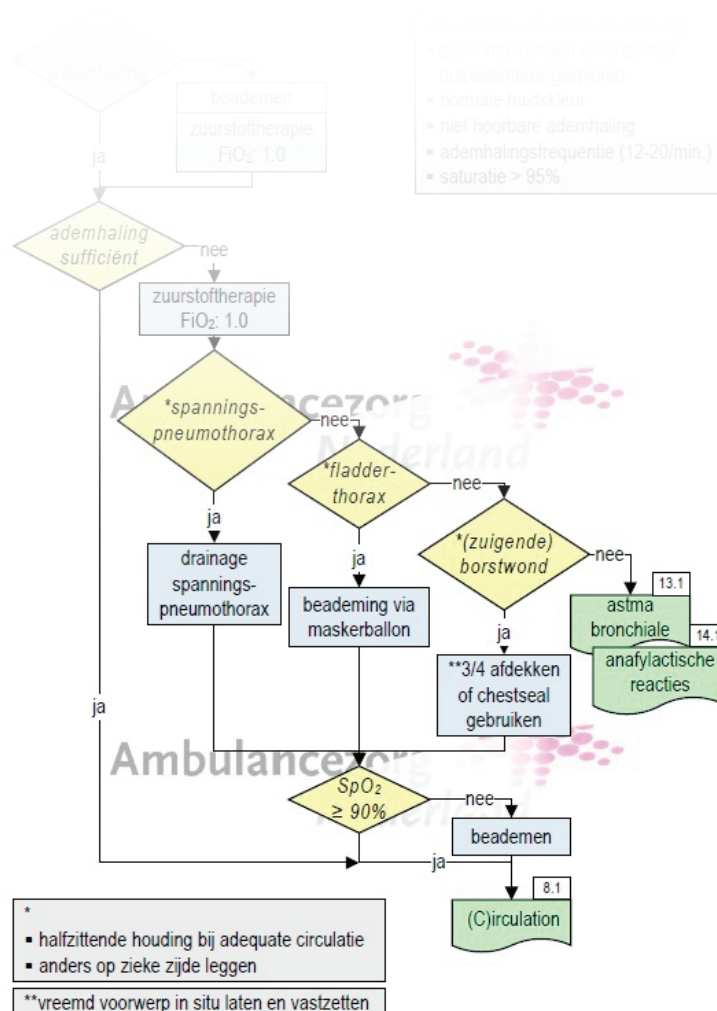 ademhaling
nee
beademen
zuurstoftherapie
FiO₂: 1.0
ja
hulpademhalingsspieren
▪ normale huidskleur
▪ niet hoorbare ademhaling
▪ ademhalingsfrequentie (12-20/min.)
▪ saturatie > 95%
ademhaling
sufficiënt
nee
zuurstoftherapie
FiO₂: 1.0
*spannings-
pneumothorax
nee
*fladder-
thorax
nee
*(zuigende)
borstwond
nee
ja
drainage
spannings-
pneumothorax
ja
beademing via
maskerballon
ja
**3/4 afdekken
of chestseal
gebruiken
13.1
astma
bronchiale
14.1
anafylactische
reacties
ja
Ambulancezorg
Nederland
Ambulancezorg
Nederland
SpO₂
≥ 90%
nee
beademen
ja
8.1
(C)irculation
*
▪ halfzittende houding bij adequate circulatie
▪ anders op zieke zijde leggen
**vreemd voorwerp in situ laten en vastzetten